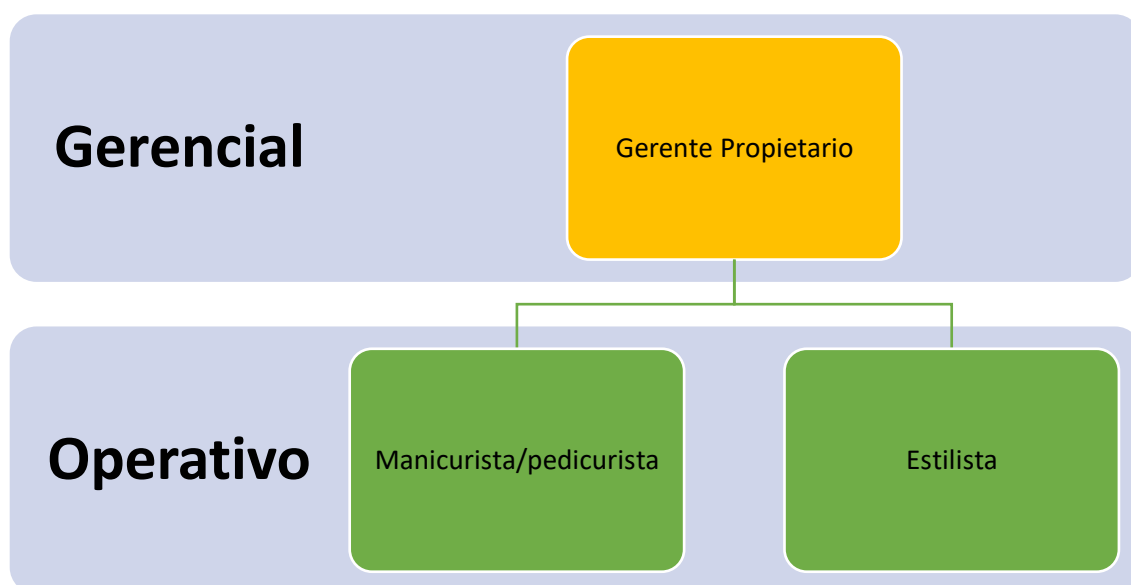 Gerencial
Gerente Propietario
Operativo
Manicurista/pedicurista
Estilista